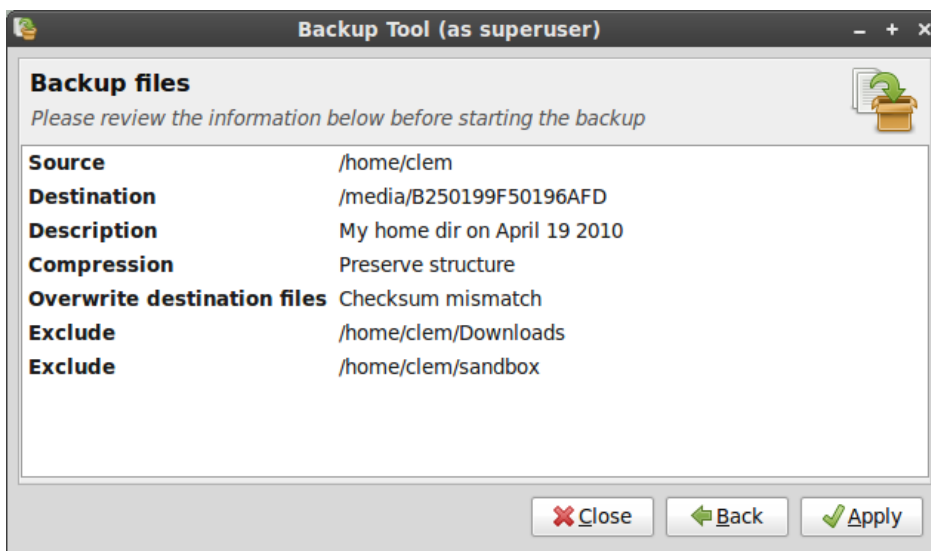 Backup Tool (as superuser)
Backup files
Please review the information below before starting the backup
Source /home/clem
Destination /media/B250199F50196AFD
Description My home dir on April 19 2010
Compression Preserve structure
Overwrite destination files Checksum mismatch
Exclude /home/clem/Downloads
Exclude /home/clem/sandbox
Close Back Apply